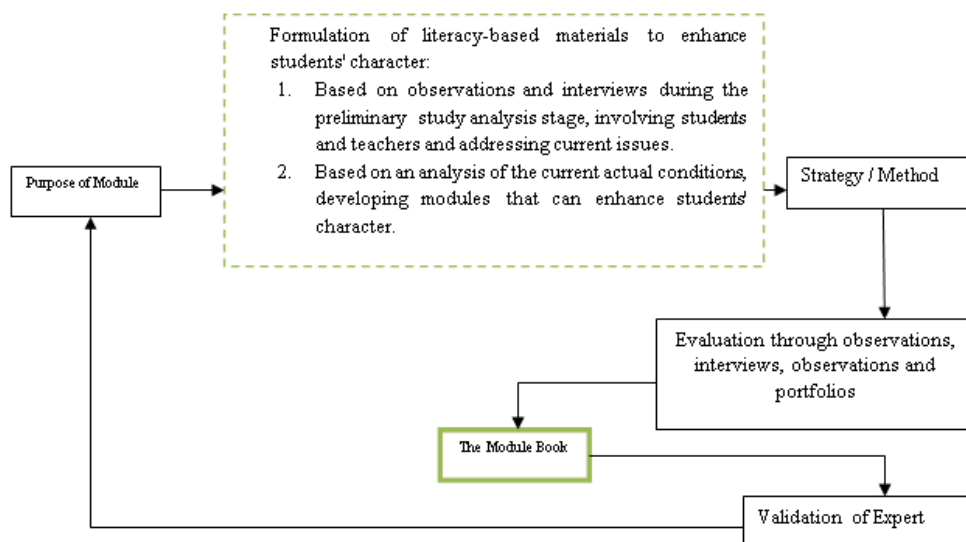 Formulation of literacy-based materials to enhance
students' character:
1. Based on observations and interviews during the
preliminary study analysis stage, involving students
and teachers and addressing current issues.
2. Based on an analysis of the current actual conditions,
developing modules that can enhance students'
character.
Purpose of Module
Strategy / Method
Evaluation through observations,
interviews, observations and
portfolios
The Module Book
Validation of Expert